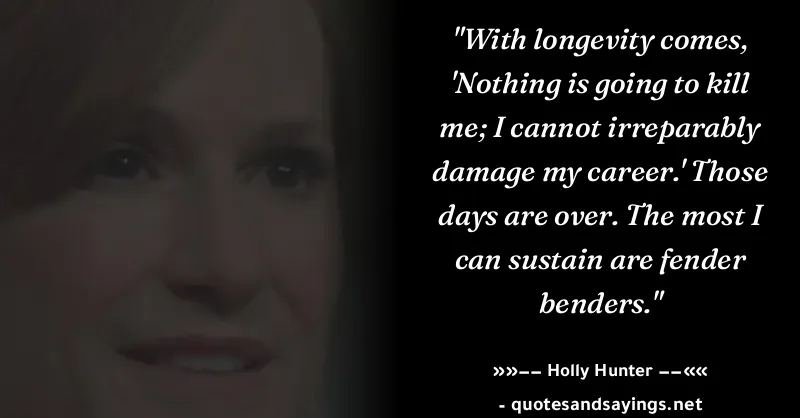 "With longevity comes,
'Nothing is going to kill
me; I cannot irreparably
damage my career.' Those
days are over. The most I
can sustain are fender
benders."
»»−− Holly Hunter −−««
- quotesandsayings.net